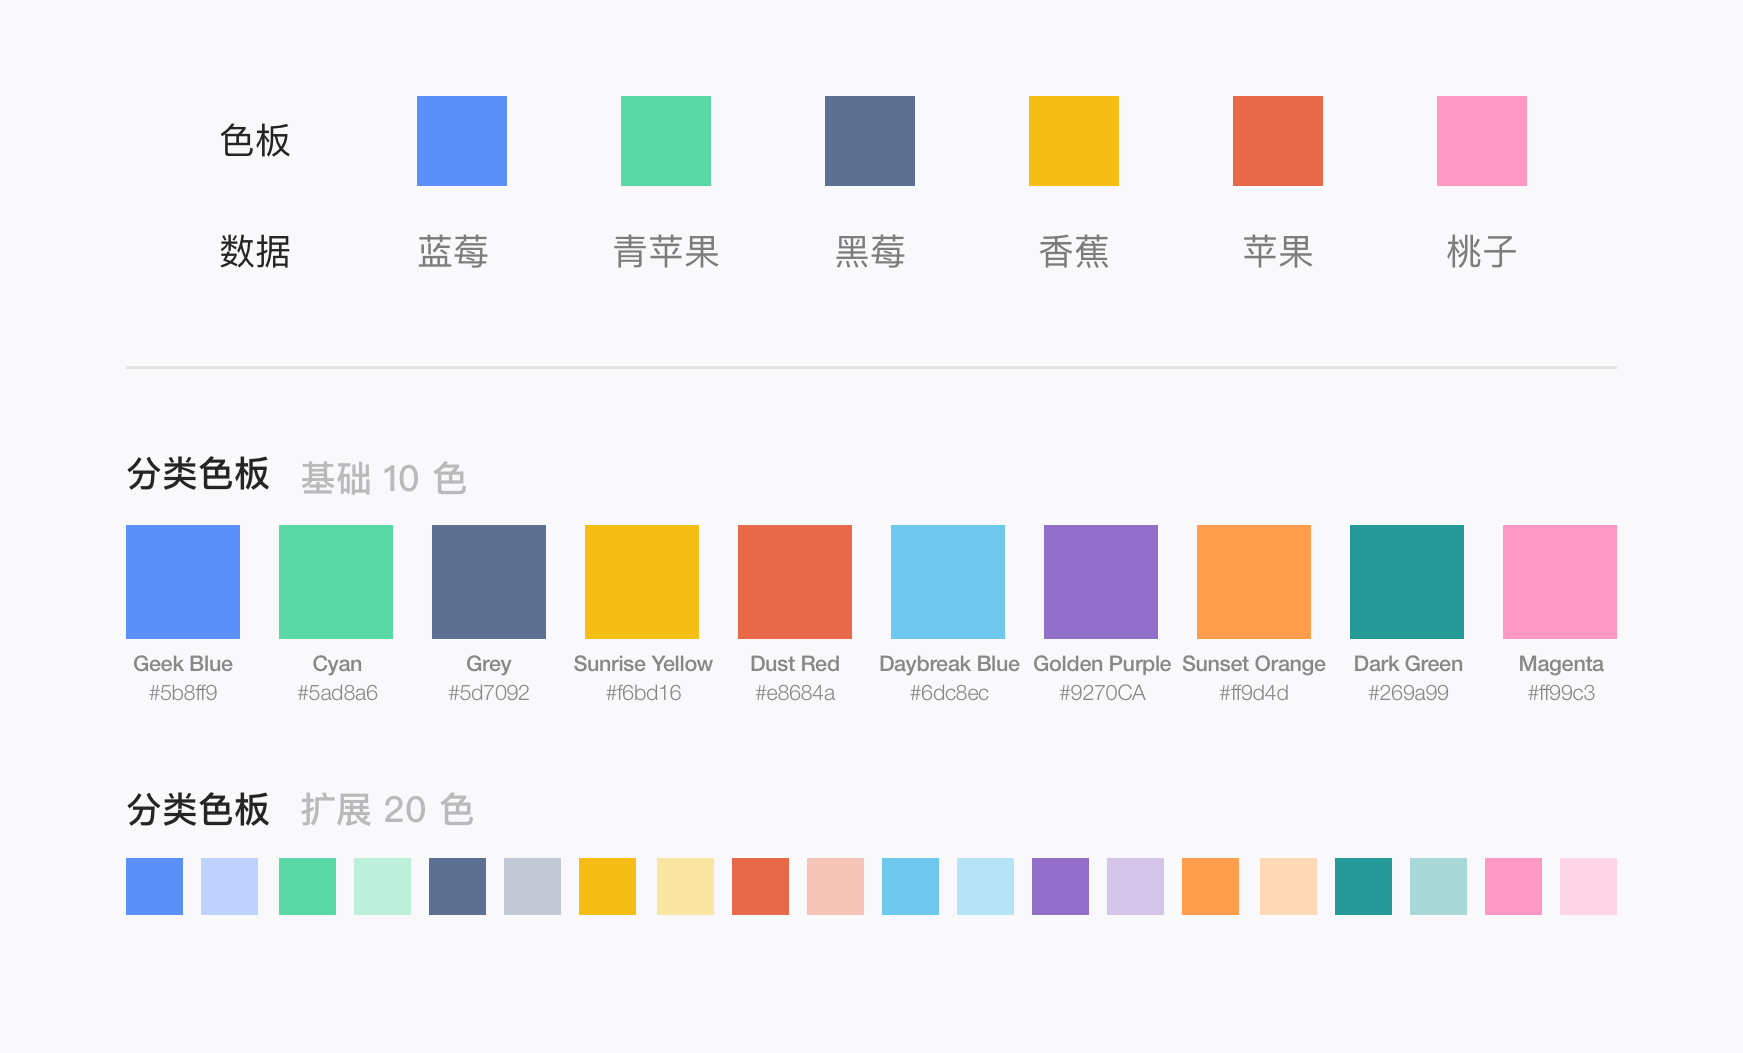 色板
数据 蓝莓 青苹果 黑莓 香蕉 苹果 桃子
分类色板 基础 10 色
Geek Blue Cyan Grey Sunrise Yellow Dust Red Daybreak Blue Golden Purple Sunset Orange Dark Green Magenta
#5b8ff9 #5ad8a6 #5d7092 #f6bd16 #e8684a #6dc8ec #9270CA #ff9d4d #269a99 #ff99c3
分类色板 扩展 20 色